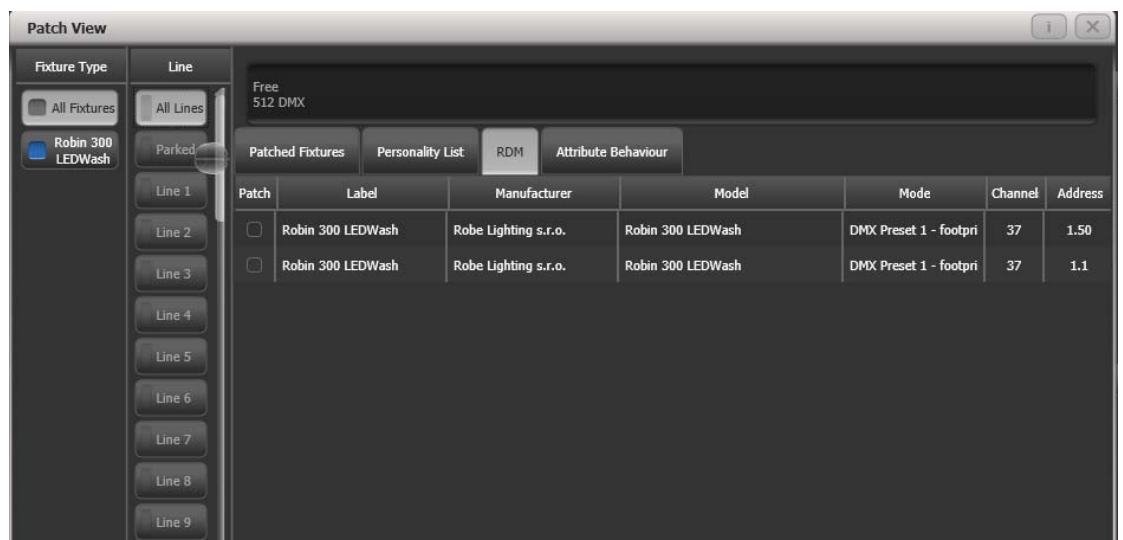 Patch View
i
Fixture Type
Line
All Fixtures
Robin 300
LEDWash
All Lines
Parked
Line 1
Line 2
Line 3
Line 4
Line 5
Line 6
Line 7
Line 8
Line 9
Free
512 DMX
Patched Fixtures Personality List RDM Attribute Behaviour
Patch Label Manufacturer Model Mode Channel Address
Robin 300 LEDWash Robe Lighting s.r.o. Robin 300 LEDWash DMX Preset 1 - footpri 37 1.50
Robin 300 LEDWash Robe Lighting s.r.o. Robin 300 LEDWash DMX Preset 1 - footpri 37 1.1